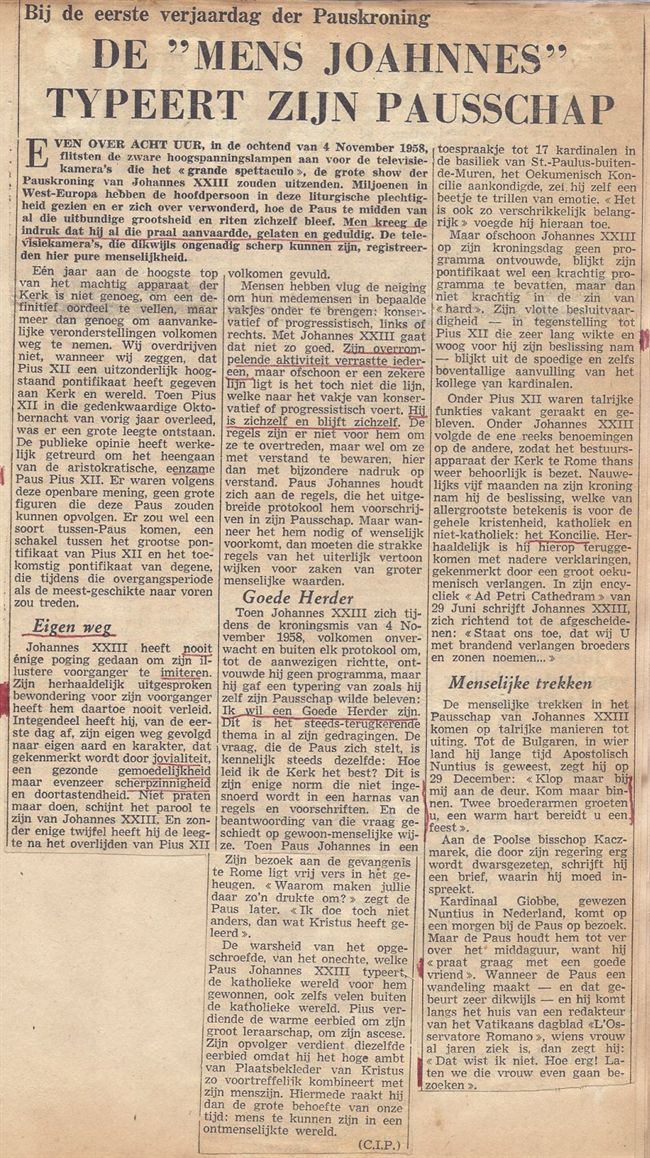 Bij de eerste verjaardag der Pauskroning
DE "MENS JOAHNNES"
TYPEERT ZIJN PAUSSCHAP
EVEN OVER ACHT UUR, in de ochtend van 4 November 1958,
flitsten de zware hoogspanningslampen aan voor de televisie-
kamera's die het « grande spettaculo », de grote show der
Pauskroning van Johannes XXIII zouden uitzenden. Miljoenen in
West-Europa hebben de hoofdpersoon in deze liturgische plechtig-
heid gezien en er zich over verwonderd, hoe de Paus te midden van
al die uitbundige grootsheid en riten zichzelf bleef. Men kreeg de
indruk dat hij al die praal aanvaardde, gelaten en geduldig. De tele-
visiekamera's, die dikwijls ongenadig scherp kunnen zijn, registreer-
den hier pure menselijkheid.
Eén jaar aan de hoogste top
van het machtig apparaat der
Kerk is niet genoeg, om een de-
finitief oordeel te vellen, maar
meer dan genoeg om aanvanke-
lijke veronderstellingen volkomen
weg te nemen. Wij overdrijven
niet, wanneer wij zeggen, dat
Pius XII een uitzonderlijk hoog-
staand pontifikaat heeft gegeven
aan Kerk en wereld. Toen Pius
XII in de gedenkwaardige Okto-
bernacht van vorig jaar overleed,
was er een grote leegte ontstaan.
De publieke opinie heeft werke-
lijk getreurd om het heengaan
van de aristokratische, eenzame
Paus Pius XII. Er waren volgens
deze openbare mening, geen grote
figuren die deze Paus zouden
kunnen opvolgen. Er zou wel een
soort tussen-Paus komen, een
schakel tussen het grootse pon-
tifikaat van Pius XII en het toe-
komstig pontifikaat van degene,
die tijdens die overgangsperiode
als de meest-geschikte naar voren
zou treden.
Eigen weg
Johannes XXIII heeft nooit
énige poging gedaan om zijn il-
lustere voorganger te imiteren.
Zijn herhaaldelijk uitgesproken
bewondering voor zijn voorganger
heeft hem daartoe nooit verleid.
Integendeel heeft hij, van de eer-
ste dag af, zijn eigen weg gevolgd
naar eigen aard en karakter, dat
gekenmerkt wordt door jovialiteit,
een gezonde gemoedelijkheid
maar evenzeer scherpzinnigheid
en doortastendheid. Niet praten
maar doen, schijnt het parool te
zijn van Johannes XXIII. En zon-
der enige twijfel heeft hij de leeg-
te na het overlijden van Pius XII
volkomen gevuld.
Mensen hebben vlug de neiging
om hun medemensen in bepaalde
vakjes onder te brengen: konser-
vatief of progressistisch, links of
rechts. Met Johannes XXIII gaat
dat niet zo goed. Zijn overrom-
pelende aktiviteit verrastte ieder-
een, maar ofschoon er een zekere
lijn ligt is het toch niet die lijn,
welke naar het vakje van konser-
vatief of progressistisch voert. Hij
is zichzelf en blijft zichzelf. De
regels zijn er niet voor hem om
ze te overtreden, maar wel om ze
met verstand te bewaren, hier
dan met bijzondere nadruk op
verstand. Paus Johannes houdt
zich aan de regels, die het uitge-
breide protokool hem voorschrij-
ven in zijn Pausschap. Maar wan-
neer het hem nodig of wenselijk
voorkomt, dan moeten die strakke
regels van het uiterlijk vertoon
wijken voor zaken van groter
menselijke waarden.
Goede Herder
Toen Johannes XXIII zich tij-
dens de kroningsmis van 4 No-
vember 1958, volkomen onver-
wacht en buiten elk protokool om,
tot de aanwezigen richtte, ont-
vouwde hij geen programma, maar
hij gaf een typering van zoals hij
zelf zijn Pausschap wilde beleven:
Ik wil een Goede Herder zijn.
Dit is het steeds-terugkerende
thema in al zijn gedragingen. De
vraag, die de Paus zich stelt, is
kennelijk steeds dezelfde: Hoe
leid ik de Kerk het best? Dit is
zijn enige norm die niet inge-
snoerd wordt in een harnas van
regels en voorschriften. En de
beantwoording van die vraag ge-
schiedt op gewoon-menselijke wij-
ze. Toen Paus Johannes in een
toespraakje tot 17 kardinalen in
de basiliek van St.-Paulus-buiten-
de-Muren, het Oekumenisch Kon-
cilie aankondigde, zei hij zelf een
beetje te trillen van emotie. « Het
is ook zo verschrikkelijk belang-
rijk » voegde hij hieraan toe.
Maar ofschoon Johannes XXIII
op zijn kroningsdag geen pro-
gramma ontvouwde, blijkt zijn
pontifikaat wel een krachtig pro-
gramma te bevatten, maar dan
niet krachtig in de zin van
« hard ». Zijn vlotte besluitvaar-
digheid — in tegenstelling tot
Pius XII die zeer lang wikte en
woog voor hij zijn beslissing nam
— blijkt uit de spoedige en zelfs
boventallige aanvulling van het
kollege van kardinalen.
Onder Pius XII waren talrijke
funkties vakant geraakt en ge-
bleven. Onder Johannes XXIII
volgde de ene reeks benoemingen
op de andere, zodat het bestuurs-
apparaat der Kerk te Rome thans
weer behoorlijk is bezet. Nauwe-
lijks vijf maanden na zijn kroning
nam hij de beslissing, welke van
allergrootste betekenis is voor de
gehele kristenheid, katholiek en
niet-katholiek: het Koncilie. Her-
haaldelijk is hij hierop terugge-
komen met nadere verklaringen,
gekenmerkt door een groot oeku-
menisch verlangen. In zijn ency-
cliek « Ad Petri Cathedram » van
29 Juni schrijft Johannes XXIII,
zich richtend tot de afgescheide-
nen: « Staat ons toe, dat wij U
met brandend verlangen broeders
en zonen noemen... »
Menselijke trekken
De menselijke trekken in het
Pausschap van Johannes XXIII
komen op talrijke manieren tot
uiting. Tot de Bulgaren, in wier
land hij lange tijd Apostolisch
Nuntius is geweest, zegt hij op
29 December: « Klop maar bij
mij aan de deur. Kom maar bin-
nen. Twee broederarmen groeten
u, een warm hart bereidt u een
feest ».
Aan de Poolse bisschop Kacz-
marek, die door zijn regering erg
wordt dwarsgezeten, schrijft hij
een brief, waarin hij moed in-
spreekt.
Kardinaal Giobbe, gewezen
Nuntius in Nederland, komt op
een morgen bij de Paus op bezoek.
Maar de Paus houdt hem tot ver
over het middaguur, want hij
« praat graag met een goede
vriend ». Wanneer de Paus een
wandeling maakt — en dat ge-
beurt zeer dikwijls — en hij komt
langs het huis van een redakteur
van het Vatikaans dagblad «L'Os-
servatore Romano», wiens vrouw
al jaren ziek is, dan zegt hij:
« Dat wist ik niet. Hoe erg! La-
ten we die vrouw even gaan be-
zoeken ».
Zijn bezoek aan de gevangenis
te Rome ligt vrij vers in het ge-
heugen. « Waarom maken jullie
daar zo'n drukte om? » zegt de
Paus later. « Ik doe toch niet
anders, dan wat Kristus heeft ge-
leerd ».
De warsheid van het opge-
schroefde, van het onechte, welke
Paus Johannes XXIII typeert,
de katholieke wereld voor hem
gewonnen, ook zelfs velen buiten
de katholieke wereld. Pius ver-
diende de warme eerbied om zijn
groot leraarschap, om zijn ascese.
Zijn opvolger verdient diezelfde
eerbied omdat hij het hoge ambt
van Plaatsbekleder van Kristus
zo voortreffelijk kombineert met
zijn menszijn. Hiermede raakt hij
dan de grote behoefte van onze
tijd: mens te kunnen zijn in een
ontmenselijkte wereld.
(C.I.P.)